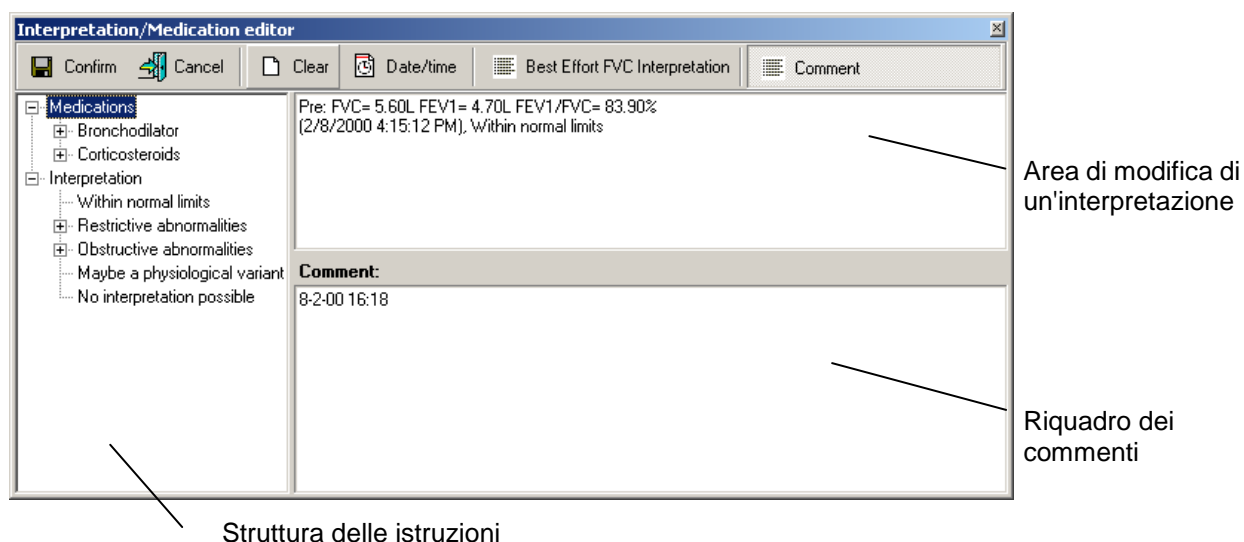 Interpretation/Medication editor
Confirm Cancel Clear Date/time Best Effort FVC Interpretation Comment
Medications
Bronchodilator
Corticosteroids
Interpretation
Within normal limits
Restrictive abnormalities
Obstructive abnormalities
Maybe a physiological variant
No interpretation possible
Pre: FVC= 5.60L FEV1= 4.70L FEV1/FVC= 83.90%
(2/8/2000 4:15:12 PM), Within normal limits
Comment:
8-2-00 16:18
Area di modifica di
un'interpretazione
Riquadro dei
commenti
Struttura delle istruzioni